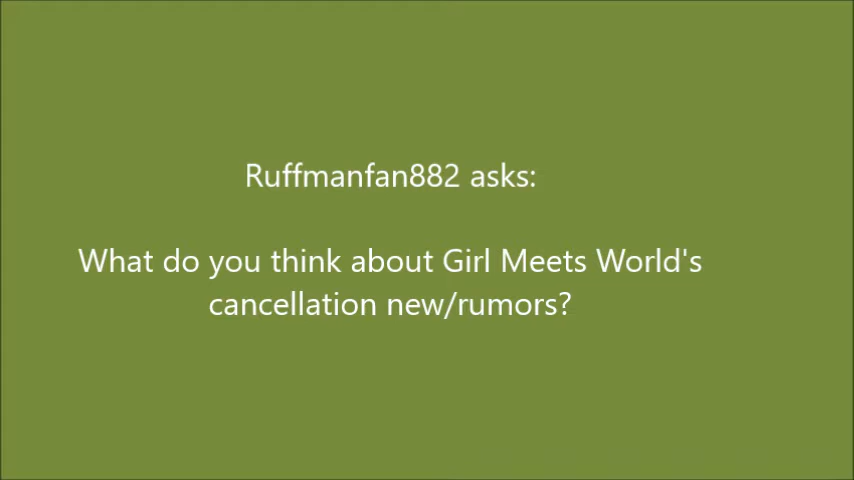 Ruffmanfan882 asks:
What do you think about Girl Meets World's
cancellation new/rumors?